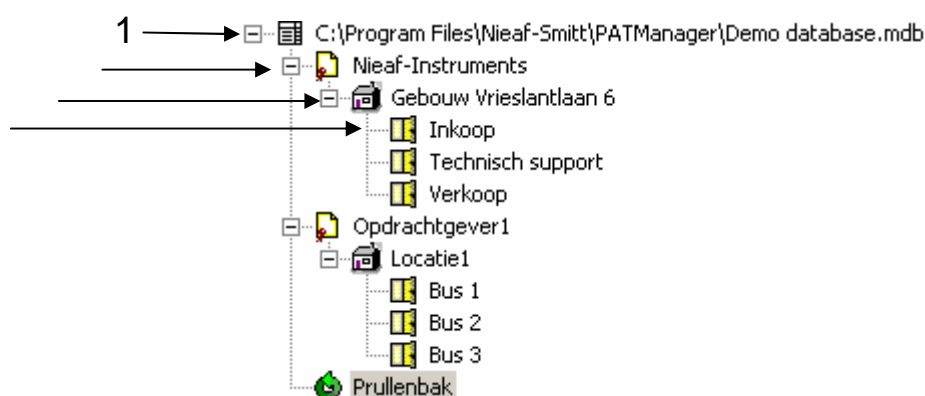 1 C:\Program Files\Nieaf-Smitt\PATManager\Demo database.mdb
Nieaf-Instruments
Gebouw Vrieslantlaan 6
Inkoop
Technisch support
Verkoop
Opdrachtgever1
Locatie1
Bus 1
Bus 2
Bus 3
Prullenbak